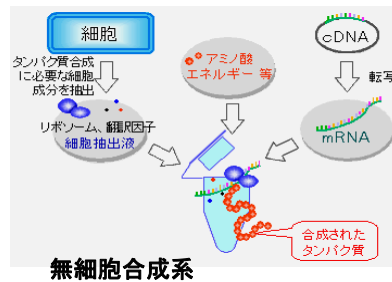 細胞
cDNA
タンパク質合成
に必要な細胞
成分を抽出
アミノ酸
エネルギー 等
転写
リボソーム、翻訳因子
細胞抽出液
mRNA
合成された
タンパク質
無細胞合成系